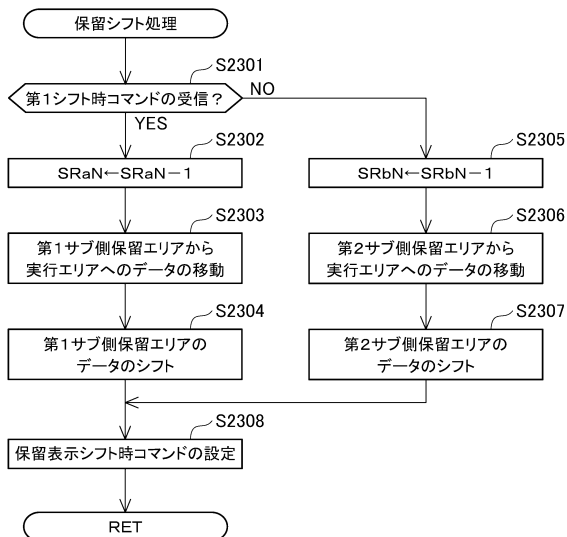 保留シフト処理
S2301
第1シフト時コマンドの受信?
NO
YES
S2302
SRaN←SRaN-1
S2305
SRbN←SRbN-1
S2303
第1サブ側保留エリアから
実行エリアへのデータの移動
S2306
第2サブ側保留エリアから
実行エリアへのデータの移動
S2304
第1サブ側保留エリアの
データのシフト
S2307
第2サブ側保留エリアの
データのシフト
S2308
保留表示シフト時コマンドの設定
RET